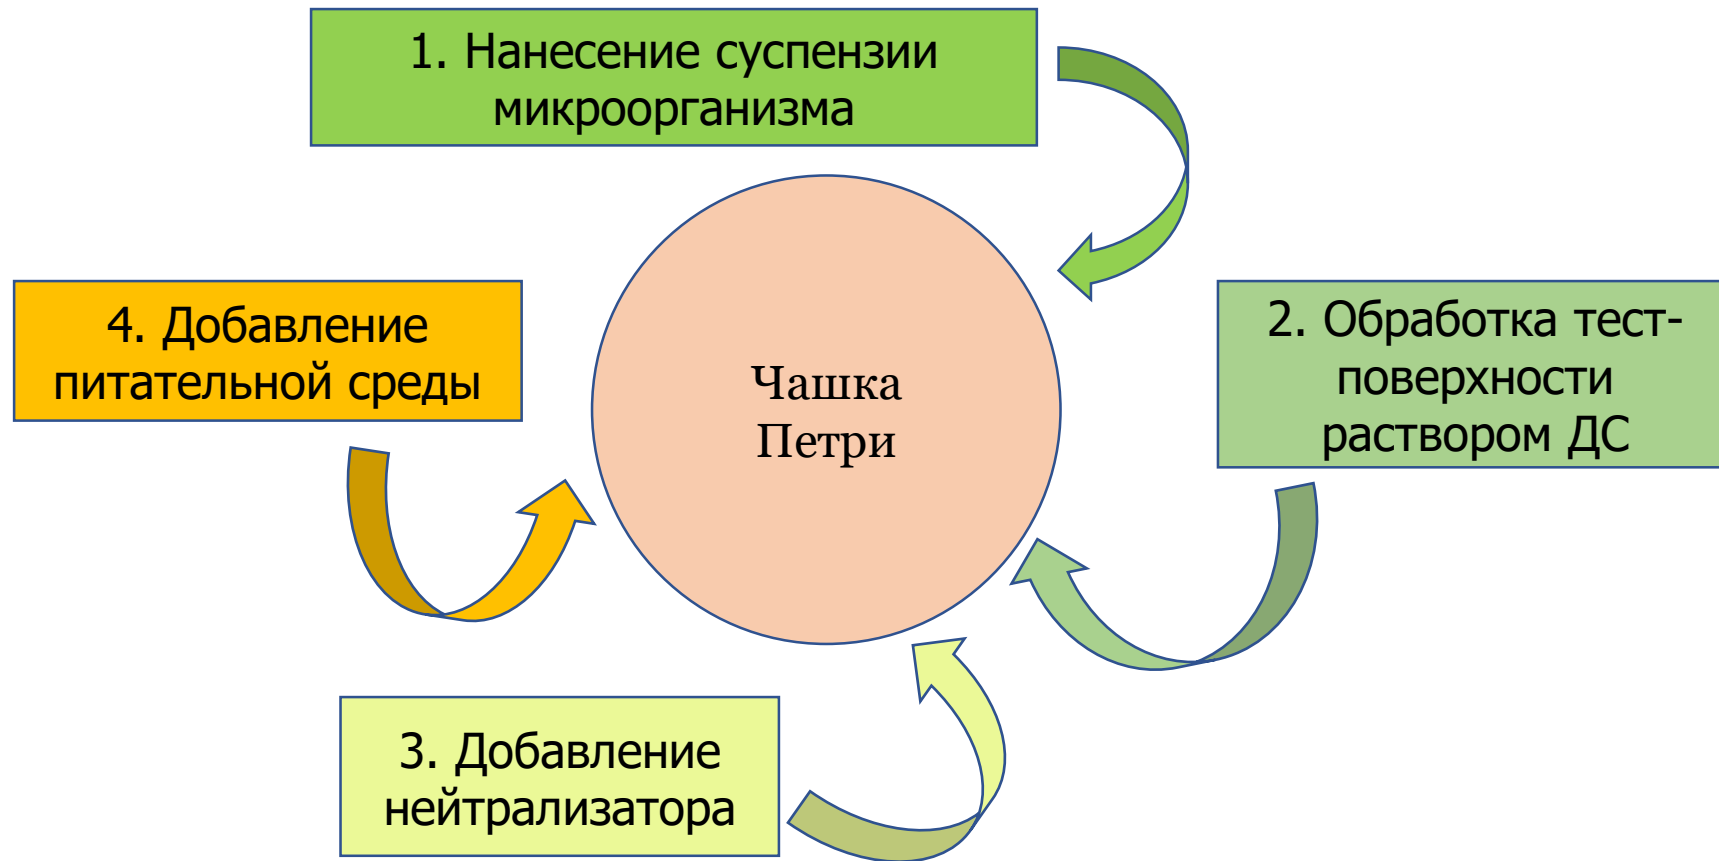 1. Нанесение суспензии
микроорганизма
2. Обработка тест-
поверхности
раствором ДС
3. Добавление
нейтрализатора
4. Добавление
питательной среды
Чашка
Петри